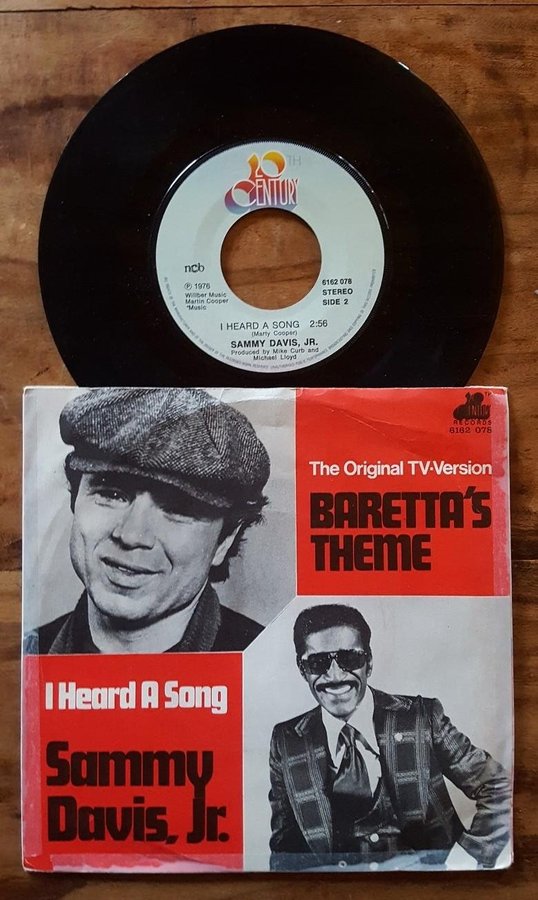 20TH
CENTURY
ncb
℗ 1976
Willber Music
Martin Cooper
*Music
6162 078
STEREO
SIDE 2
I HEARD A SONG 2:56
(Marty Cooper)
SAMMY DAVIS, JR.
Produced by Mike Curb and
Michael Lloyd
20TH
CENTURY
RECORDS
6162 078
The Original TV-Version
BARETTA'S
THEME
I Heard A Song
Sammy
Davis, Jr.